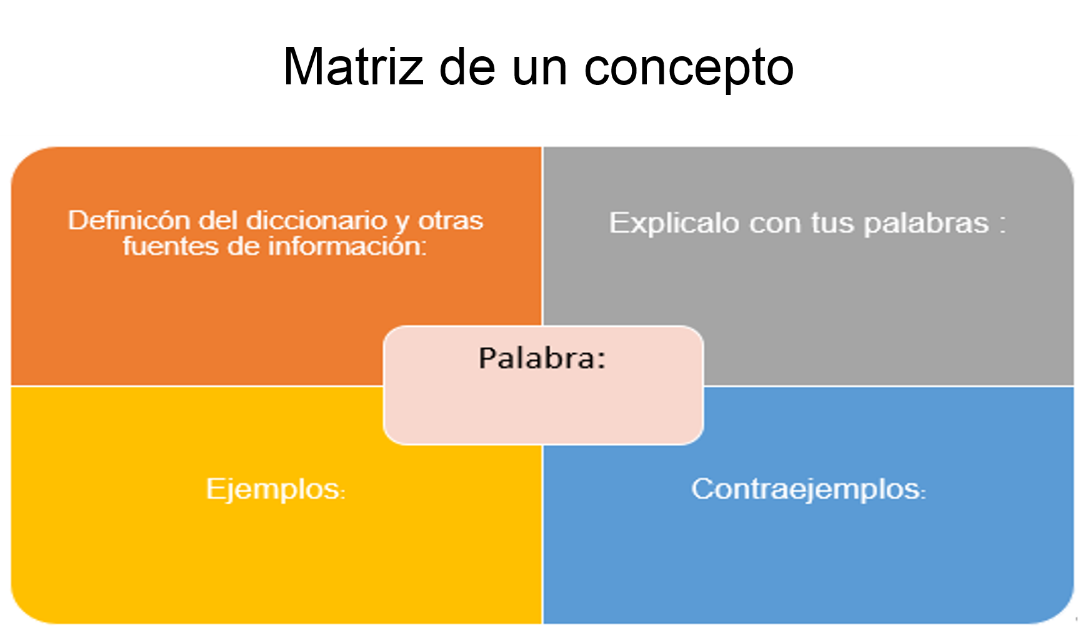 Matriz de un concepto
Definicón del diccionario y otras
fuentes de información:
Explicalo con tus palabras :
Palabra:
Ejemplos:
Contraejemplos: